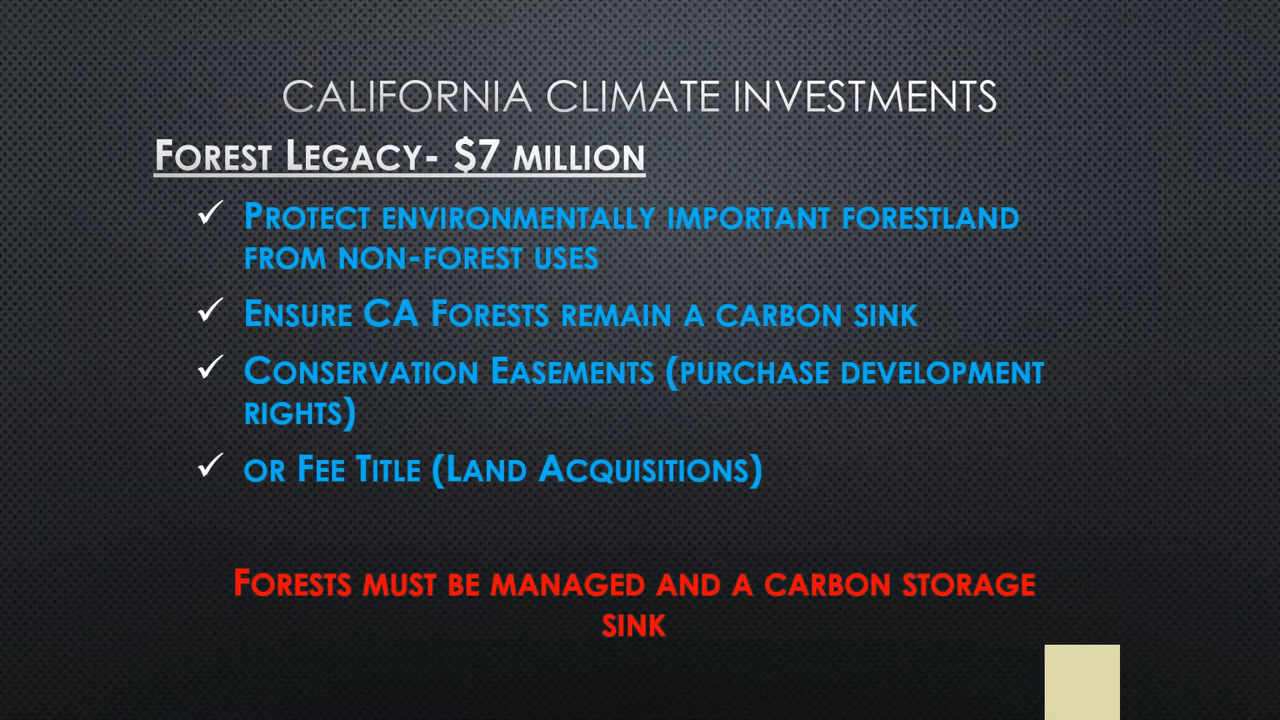 CALIFORNIA CLIMATE INVESTMENTS
FOREST LEGACY- $7 MILLION
✓ PROTECT ENVIRONMENTALLY IMPORTANT FORESTLAND
FROM NON-FOREST USES
✓ ENSURE CA FORESTS REMAIN A CARBON SINK
✓ CONSERVATION EASEMENTS (PURCHASE DEVELOPMENT
RIGHTS)
✓ OR FEE TITLE (LAND ACQUISITIONS)
FORESTS MUST BE MANAGED AND A CARBON STORAGE
SINK